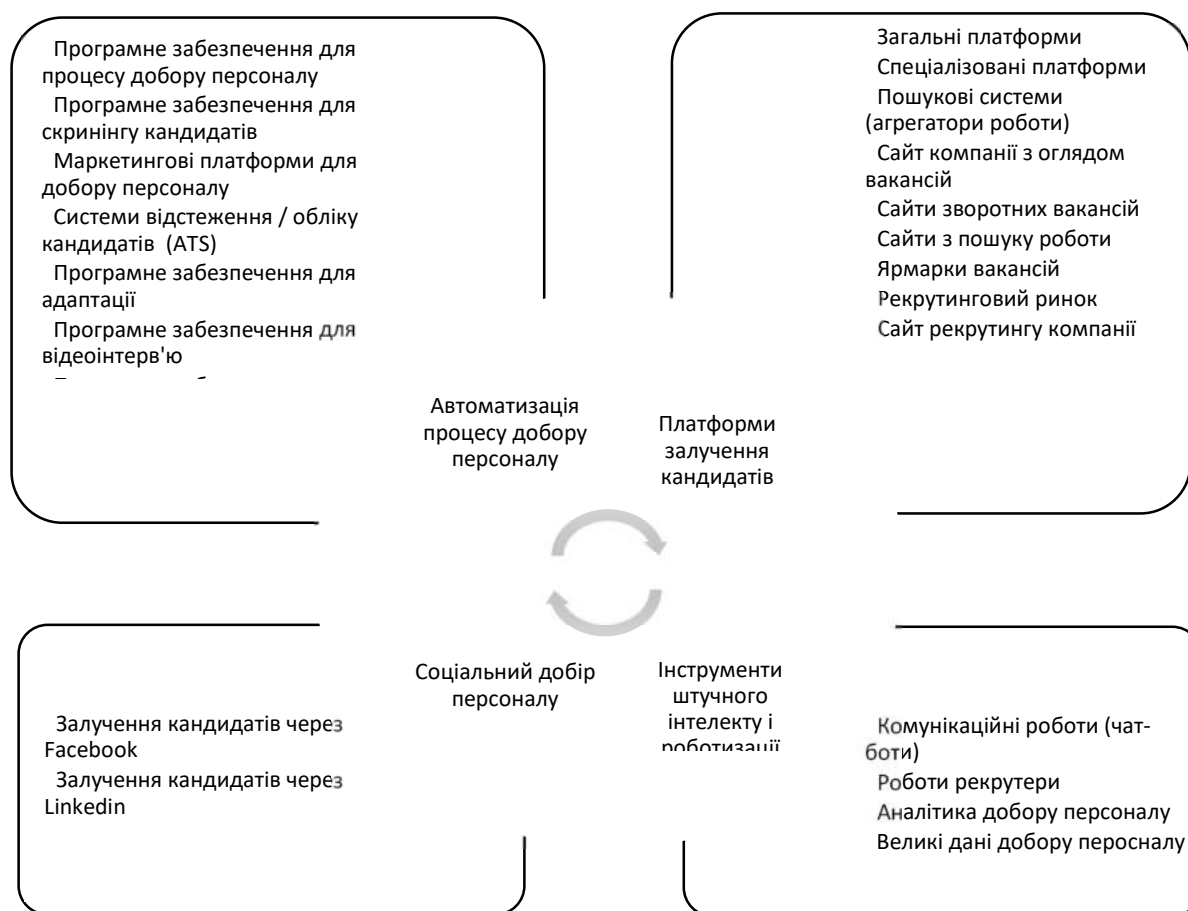 Програмне забезпечення для
процесу добору персоналу
Програмне забезпечення для
скринінгу кандидатів
Маркетингові платформи для
добору персоналу
Системи відстеження / обліку
кандидатів (ATS)
Програмне забезпечення для
адаптації
Програмне забезпечення для
відеоінтерв'ю
Загальні платформи
Спеціалізовані платформи
Пошукові системи
(агрегатори роботи)
Сайт компанії з оглядом
вакансій
Сайти зворотних вакансій
Сайти з пошуку роботи
Ярмарки вакансій
Рекрутинговий ринок
Сайт рекрутингу компанії
Автоматизація
процесу добору
персоналу
Платформи
залучення
кандидатів
Соціальний добір
персоналу
Інструменти
штучного
інтелекту і
роботизації
Залучення кандидатів через
Facebook
Залучення кандидатів через
Linkedin
Комунікаційні роботи (чат-
боти)
Роботи рекрутери
Аналітика добору персоналу
Великі дані добору перосналу